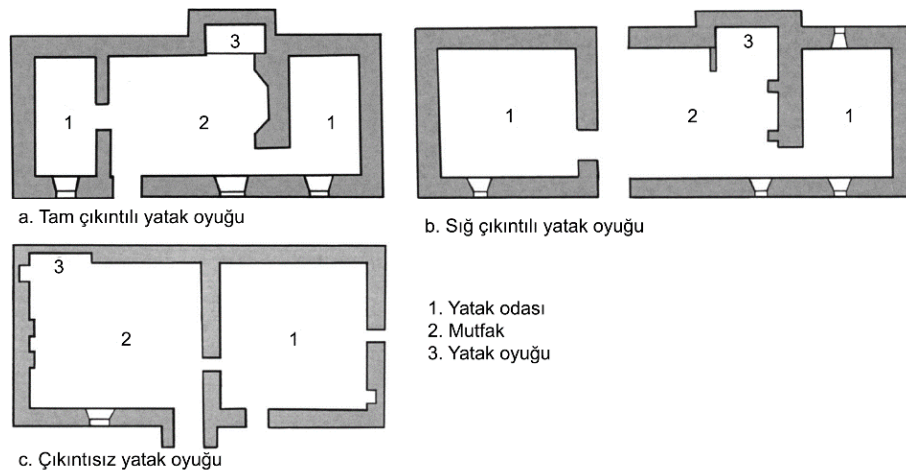 3
1
2
1
a. Tam çıkıntılı yatak oyuğu
3
1
2
1
b. Sığ çıkıntılı yatak oyuğu
3
2
1
c. Çıkıntısız yatak oyuğu
1. Yatak odası
2. Mutfak
3. Yatak oyuğu